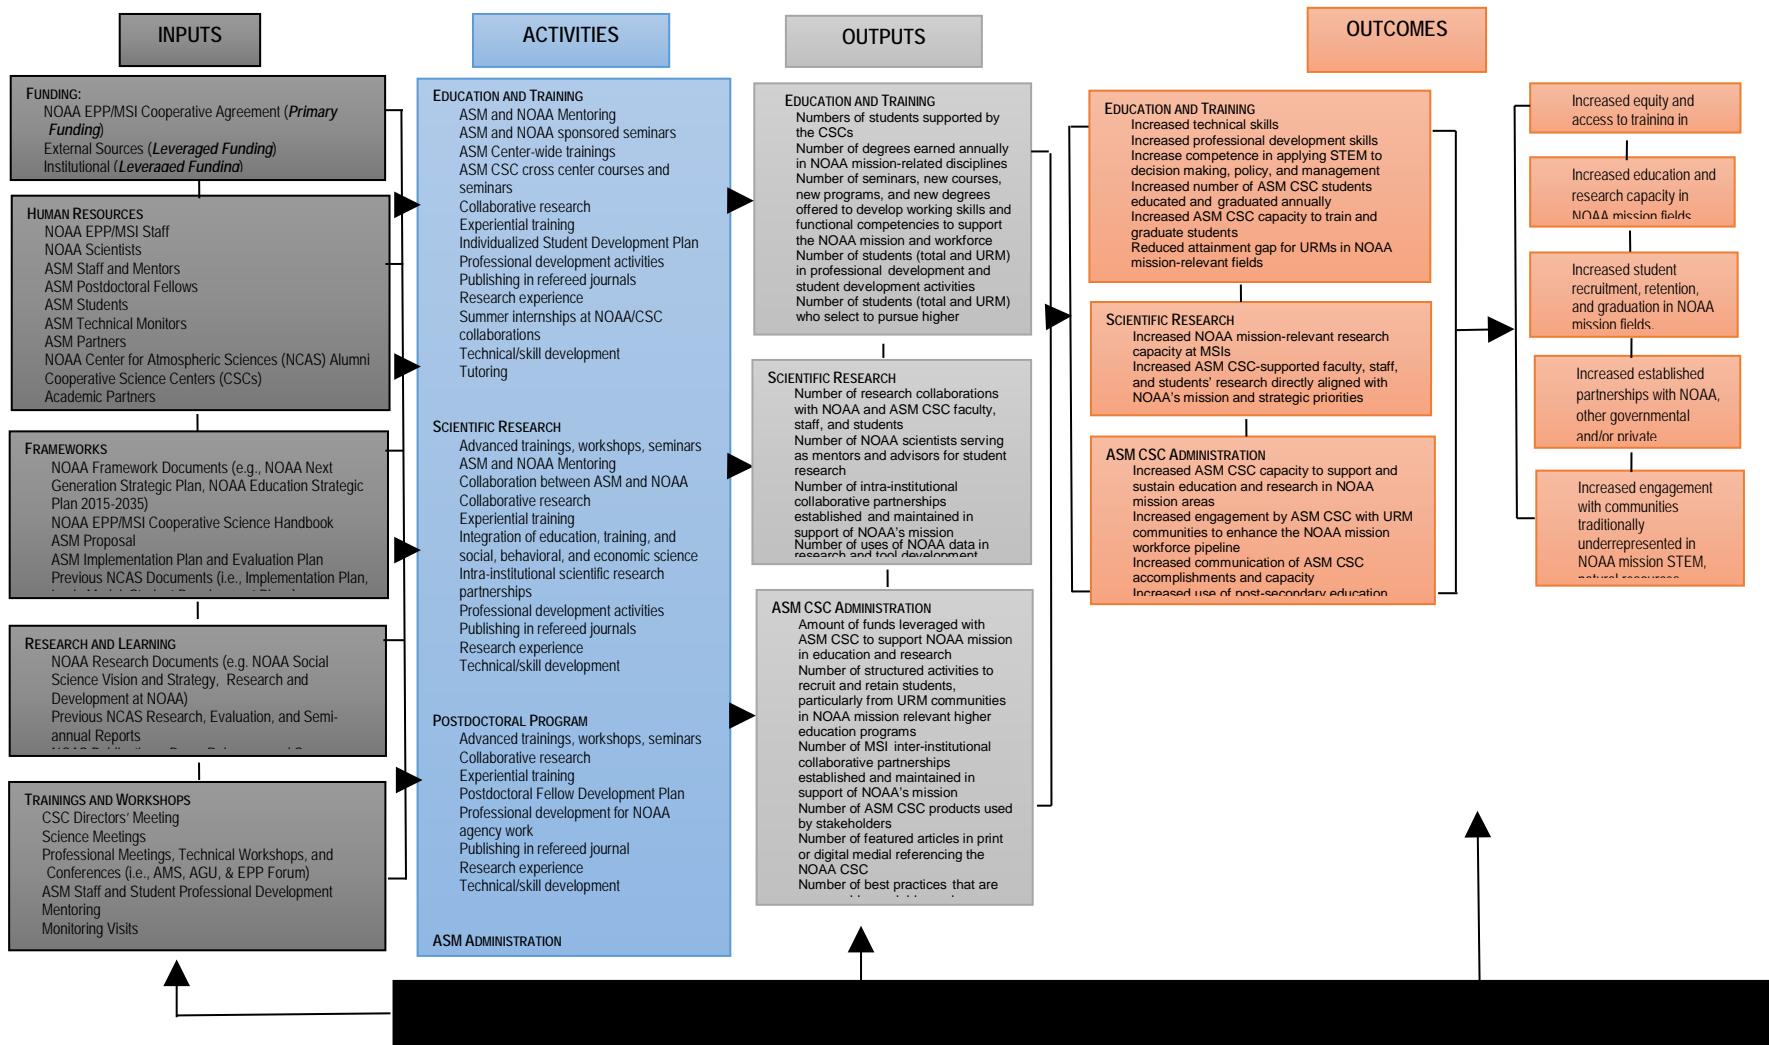 INPUTS
ACTIVITIES
OUTPUTS
OUTCOMES
FUNDING:
NOAA EPP/MSI Cooperative Agreement (Primary
Funding)
External Sources (Leveraged Funding)
Institutional (Leveraged Funding)
HUMAN RESOURCES
NOAA EPP/MSI Staff
NOAA Scientists
ASM Staff and Mentors
ASM Postdoctoral Fellows
ASM Students
ASM Technical Monitors
ASM Partners
NOAA Center for Atmospheric Sciences (NCAS) Alumni
Cooperative Science Centers (CSCs)
Academic Partners
FRAMEWORKS
NOAA Framework Documents (e.g., NOAA Next
Generation Strategic Plan, NOAA Education Strategic
Plan 2015-2035)
NOAA EPP/MSI Cooperative Science Handbook
ASM Proposal
ASM Implementation Plan and Evaluation Plan
Previous NCAS Documents (i.e., Implementation Plan,
RESEARCH AND LEARNING
NOAA Research Documents (e.g. NOAA Social
Science Vision and Strategy, Research and
Development at NOAA)
Previous NCAS Research, Evaluation, and Semi-
annual Reports
TRAININGS AND WORKSHOPS
CSC Directors' Meeting
Science Meetings
Professional Meetings, Technical Workshops, and
Conferences (i.e., AMS, AGU, & EPP Forum)
ASM Staff and Student Professional Development
Mentoring
Monitoring Visits
EDUCATION AND TRAINING
ASM and NOAA Mentoring
ASM and NOAA sponsored seminars
ASM Center-wide trainings
ASM CSC cross center courses and
seminars
Collaborative research
Experiential training
Individualized Student Development Plan
Professional development activities
Publishing in refereed journals
Research experience
Summer internships at NOAA/CSC
collaborations
Technical/skill development
Tutoring
SCIENTIFIC RESEARCH
Advanced trainings, workshops, seminars
ASM and NOAA Mentoring
Collaboration between ASM and NOAA
Collaborative research
Experiential training
Integration of education, training, and
social, behavioral, and economic science
Intra-institutional scientific research
partnerships
Professional development activities
Publishing in refereed journals
Research experience
Technical/skill development
POSTDOCTORAL PROGRAM
Advanced trainings, workshops, seminars
Collaborative research
Experiential training
Postdoctoral Fellow Development Plan
Professional development for NOAA
agency work
Publishing in refereed journal
Research experience
Technical/skill development
ASM ADMINISTRATION
EDUCATION AND TRAINING
Numbers of students supported by
the CSCs
Number of degrees earned annually
in NOAA mission-related disciplines
Number of seminars, new courses,
new programs, and new degrees
offered to develop working skills and
functional competencies to support
the NOAA mission and workforce
Number of students (total and URM)
in professional development and
student development activities
Number of students (total and URM)
who select to pursue higher
SCIENTIFIC RESEARCH
Number of research collaborations
with NOAA and ASM CSC faculty,
staff, and students
Number of NOAA scientists serving
as mentors and advisors for student
research
Number of intra-institutional
collaborative partnerships
established and maintained in
support of NOAA's mission
Number of uses of NOAA data in
research and tool development
ASM CSC ADMINISTRATION
Amount of funds leveraged with
ASM CSC to support NOAA mission
in education and research
Number of structured activities to
recruit and retain students,
particularly from URM communities
in NOAA mission relevant higher
education programs
Number of MSI inter-institutional
collaborative partnerships
established and maintained in
support of NOAA's mission
Number of ASM CSC products used
by stakeholders
Number of featured articles in print
or digital medial referencing the
NOAA CSC
Number of best practices that are
EDUCATION AND TRAINING
Increased technical skills
Increased professional development skills
Increase competence in applying STEM to
decision making, policy, and management
Increased number of ASM CSC students
educated and graduated annually
Increased ASM CSC capacity to train and
graduate students
Reduced attainment gap for URMs in NOAA
mission-relevant fields
SCIENTIFIC RESEARCH
Increased NOAA mission-relevant research
capacity at MSIs
Increased ASM CSC-supported faculty, staff,
and students' research directly aligned with
NOAA's mission and strategic priorities
ASM CSC ADMINISTRATION
Increased ASM CSC capacity to support and
sustain education and research in NOAA
mission areas
Increased engagement by ASM CSC with URM
communities to enhance the NOAA mission
workforce pipeline
Increased communication of ASM CSC
accomplishments and capacity
Increased use of post-secondary education
Increased equity and
access to training in
Increased education and
research capacity in
NOAA mission fields
Increased student
recruitment, retention,
and graduation in NOAA
mission fields.
Increased established
partnerships with NOAA,
other governmental
and/or private
Increased engagement
with communities
traditionally
underrepresented in
NOAA mission STEM,
natural resources